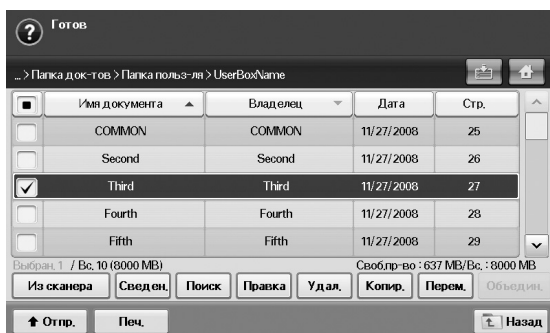 Готов
... > Папка док-тов > Папка польз-ля > UserBoxName
Имя документа Владелец Дата Стр.
COMMON COMMON 11/27/2008 25
Second Second 11/27/2008 26
Third Third 11/27/2008 27
Fourth Fourth 11/27/2008 28
Fifth Fifth 11/27/2008 29
Выбран. 1 / Вс. 10 (8000 MB) Своб.пр-во : 637 MB/Вс. : 8000 MB
Из сканера Сведен. Поиск Правка Удал. Копир. Перем. Объедин.
Отпр. Печ. Назад